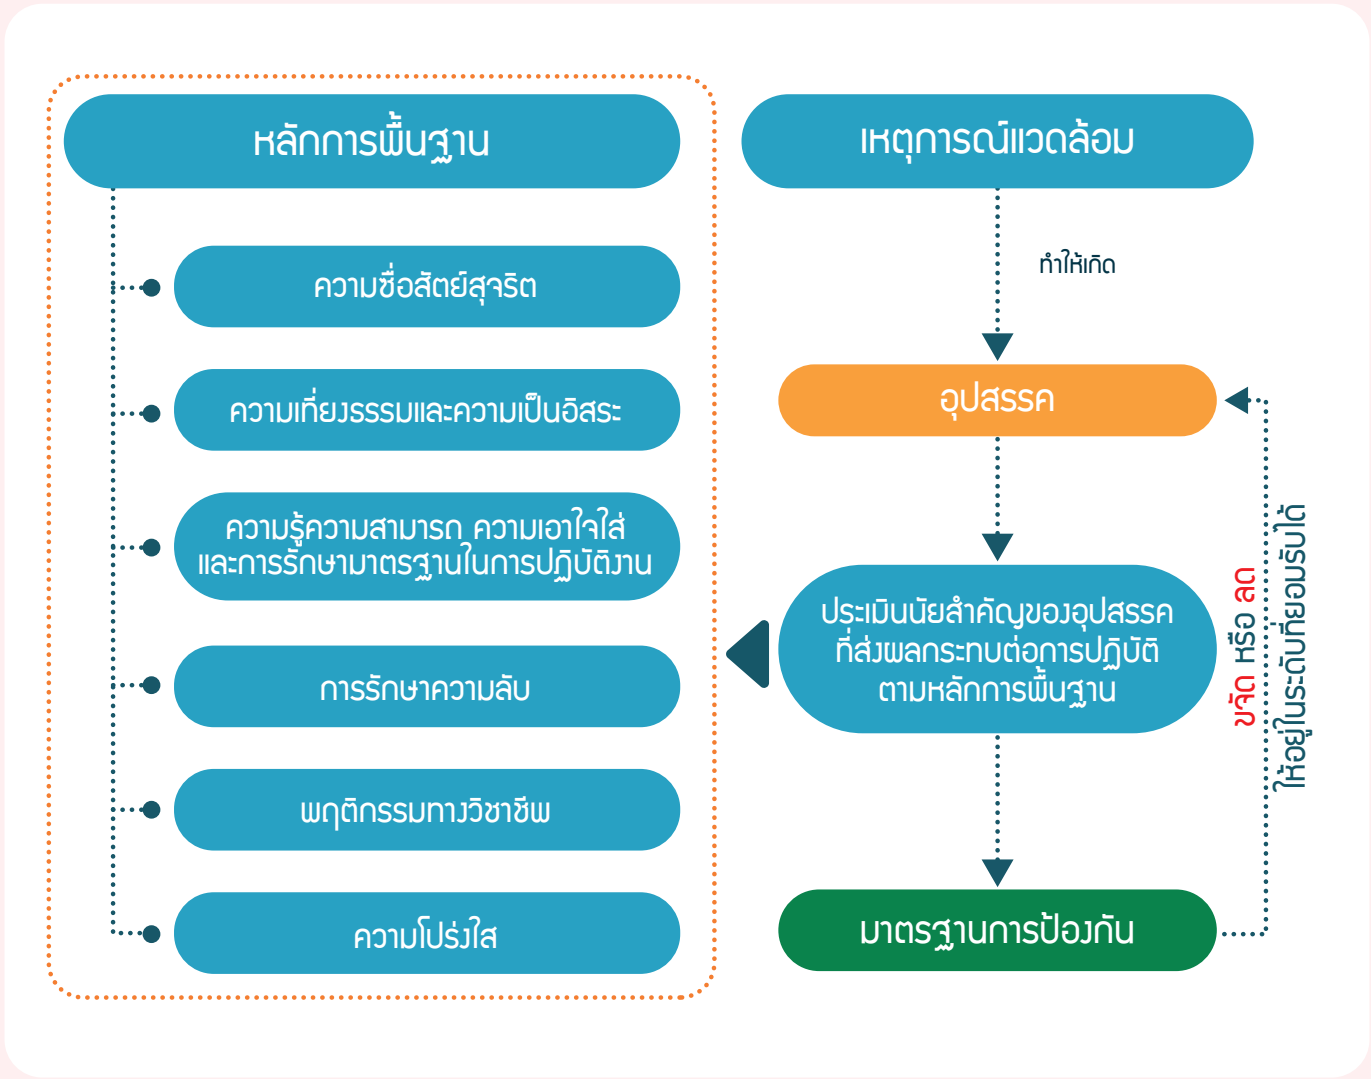 หลักการพื้นฐาน
ความซื่อสัตย์สุจริต
ความเที่ยงธรรมและความเป็นอิสระ
ความรู้ความสามารถ ความเอาใจใส่
และการรักษามาตรฐานในการปฏิบัติงาน
การรักษาความลับ
พฤติกรรมทางวิชาชีพ
ความโปร่งใส
เหตุการณ์แวดล้อม
ทำให้เกิด
อุปสรรค
ประเมินนัยสำคัญของอุปสรรค
ที่ส่งผลกระทบต่อการปฏิบัติ
ตามหลักการพื้นฐาน
มาตรฐานการป้องกัน
ขจัด หรือ ลด
ให้อยู่ในระดับที่ยอมรับได้